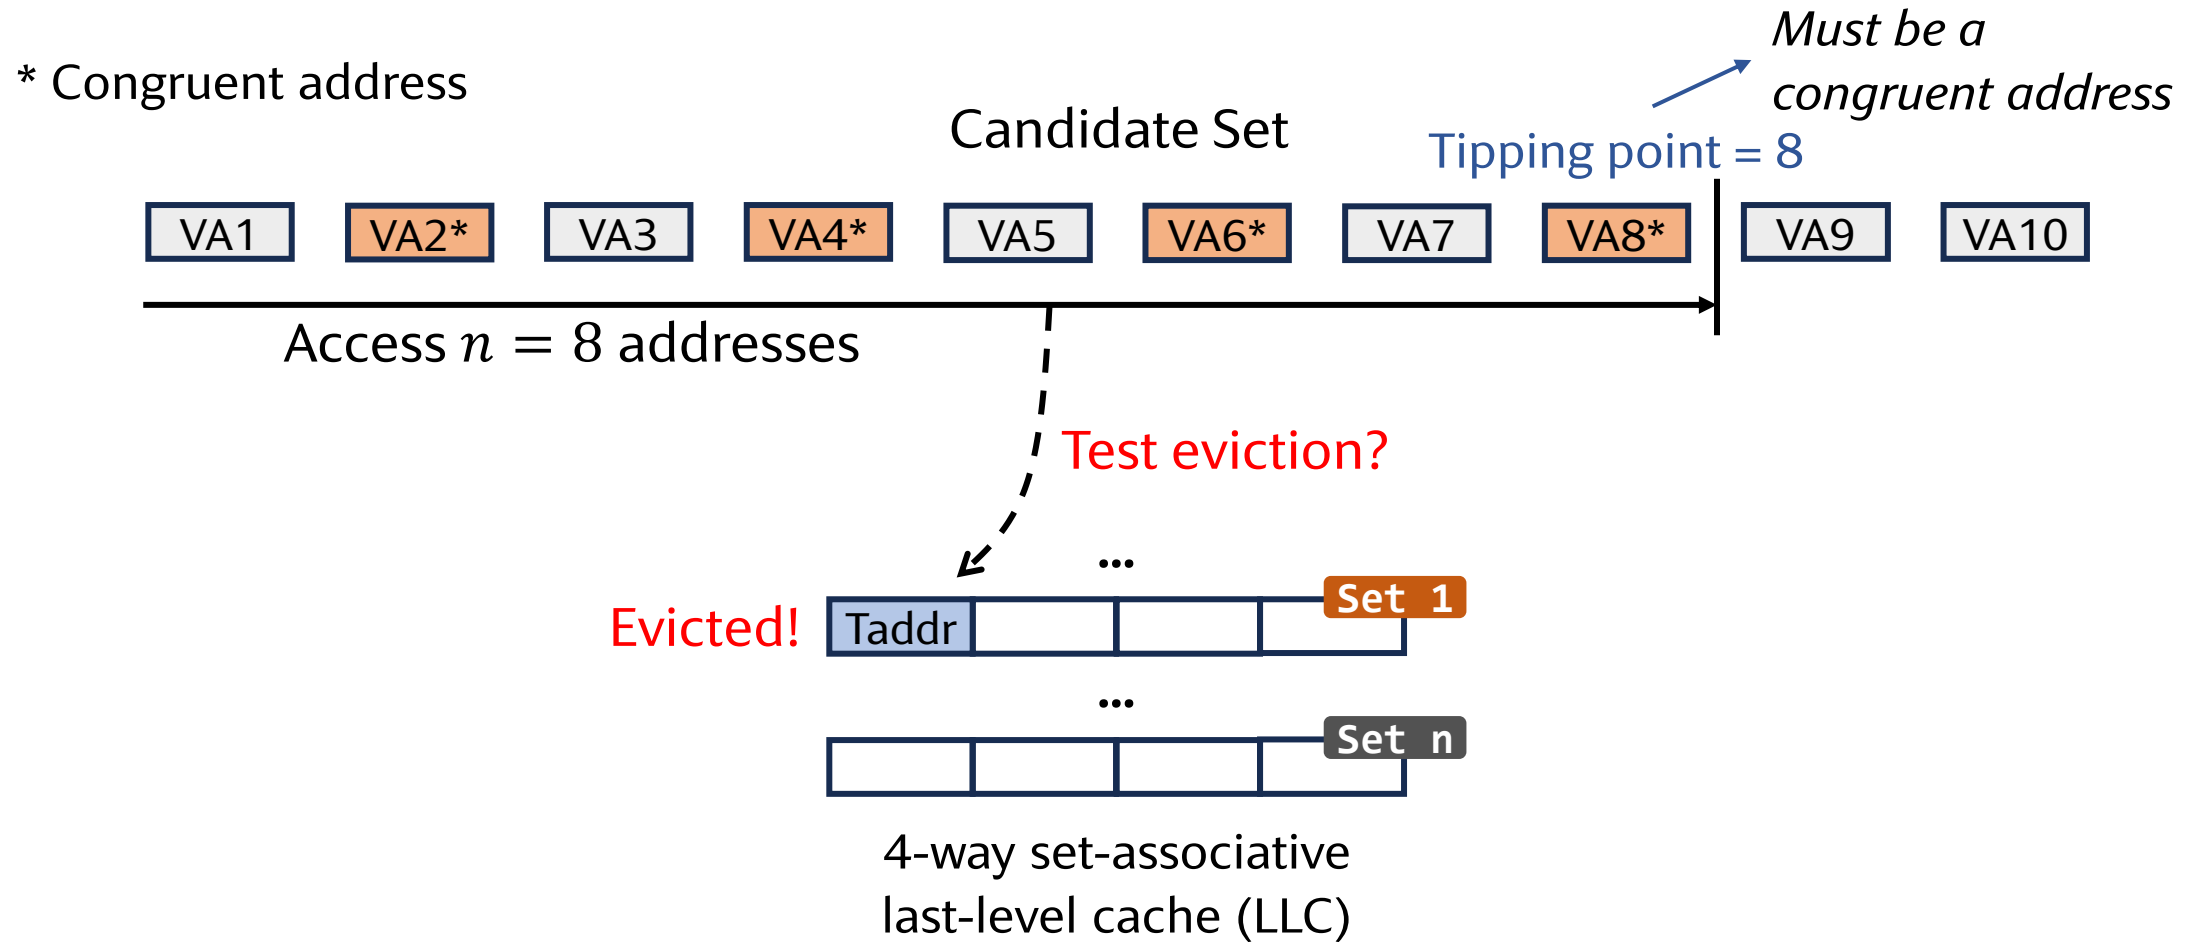 Must be a
congruent address
* Congruent address
Candidate Set
Tipping point = 8
VA1 VA2* VA3 VA4* VA5 VA6* VA7 VA8* VA9 VA10
Access n = 8 addresses
Test eviction?
...
Set 1
Evicted! Taddr
...
Set n
4-way set-associative
last-level cache (LLC)